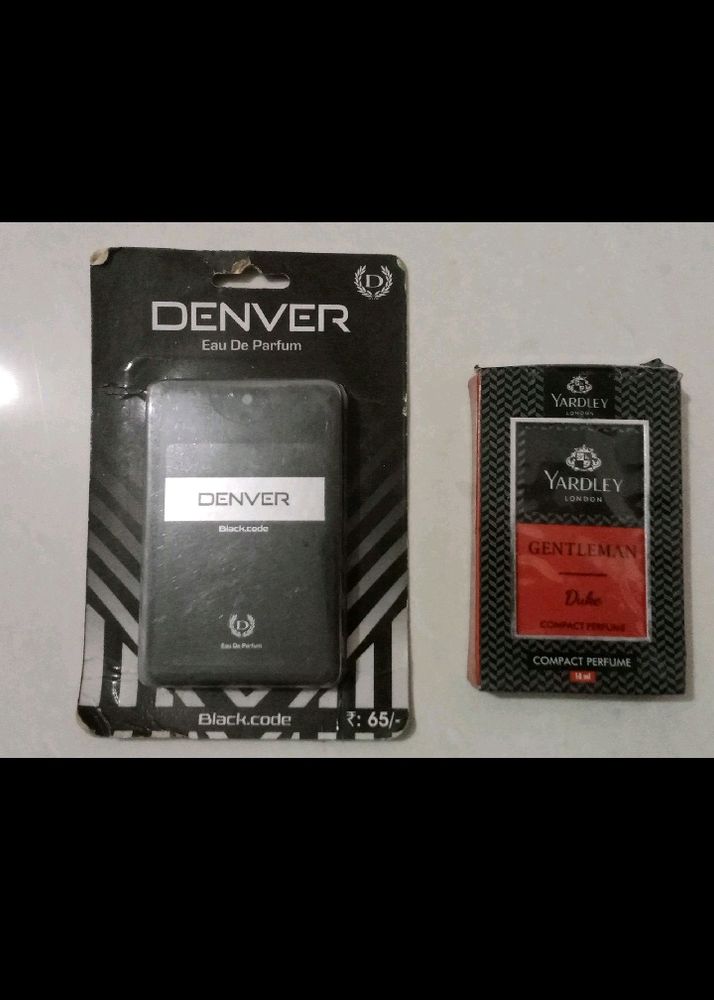 D
DENVER
Eau De Parfum
DENVER
Black.code
D
Eau De Parfum
Black.code
₹: 65/-
YARDLEY
LONDON
YARDLEY
LONDON
GENTLEMAN
Duke
COMPACT PERFUME
COMPACT PERFUME
14 ml